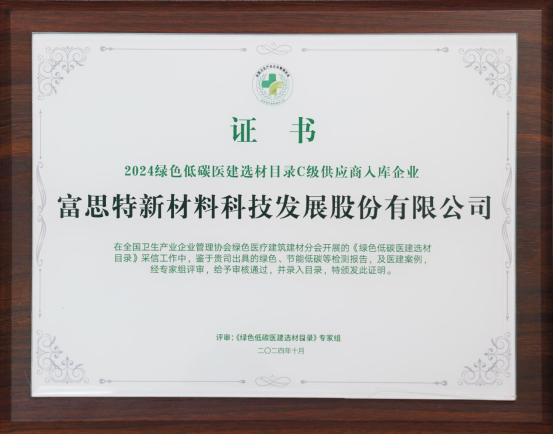 证 书
2024绿色低碳医建选材目录C级供应商入库企业
富思特新材料科技发展股份有限公司
在全国卫生产业企业管理协会绿色医疗建筑建材分会开展的《绿色低碳医建选材
目录》采信工作中，鉴于贵司出具的绿色、节能低碳等检测报告，及医建案例，
经专家组评审，给予审核通过，并录入目录，特颁发此证明。
评审：《绿色低碳医建选材目录》专家组
二〇二四年十月